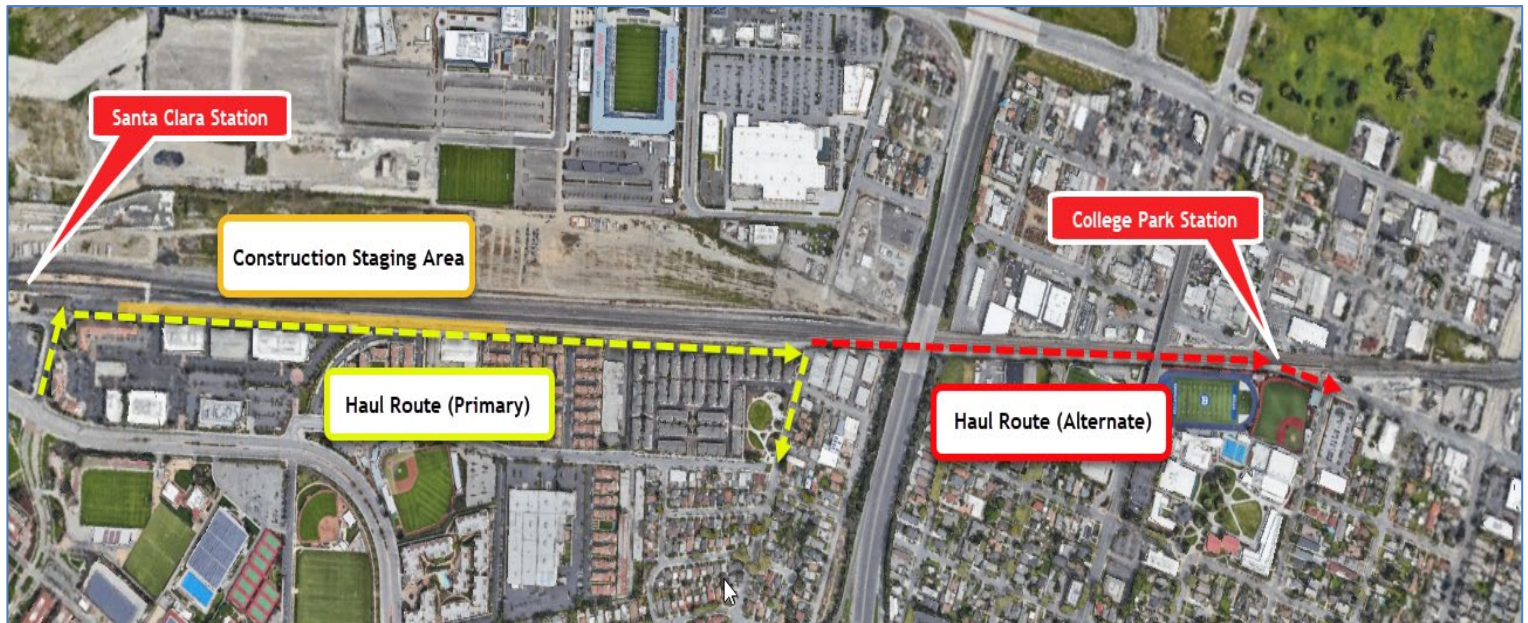 Santa Clara Station
College Park Station
Construction Staging Area
Haul Route (Primary)
Haul Route (Alternate)